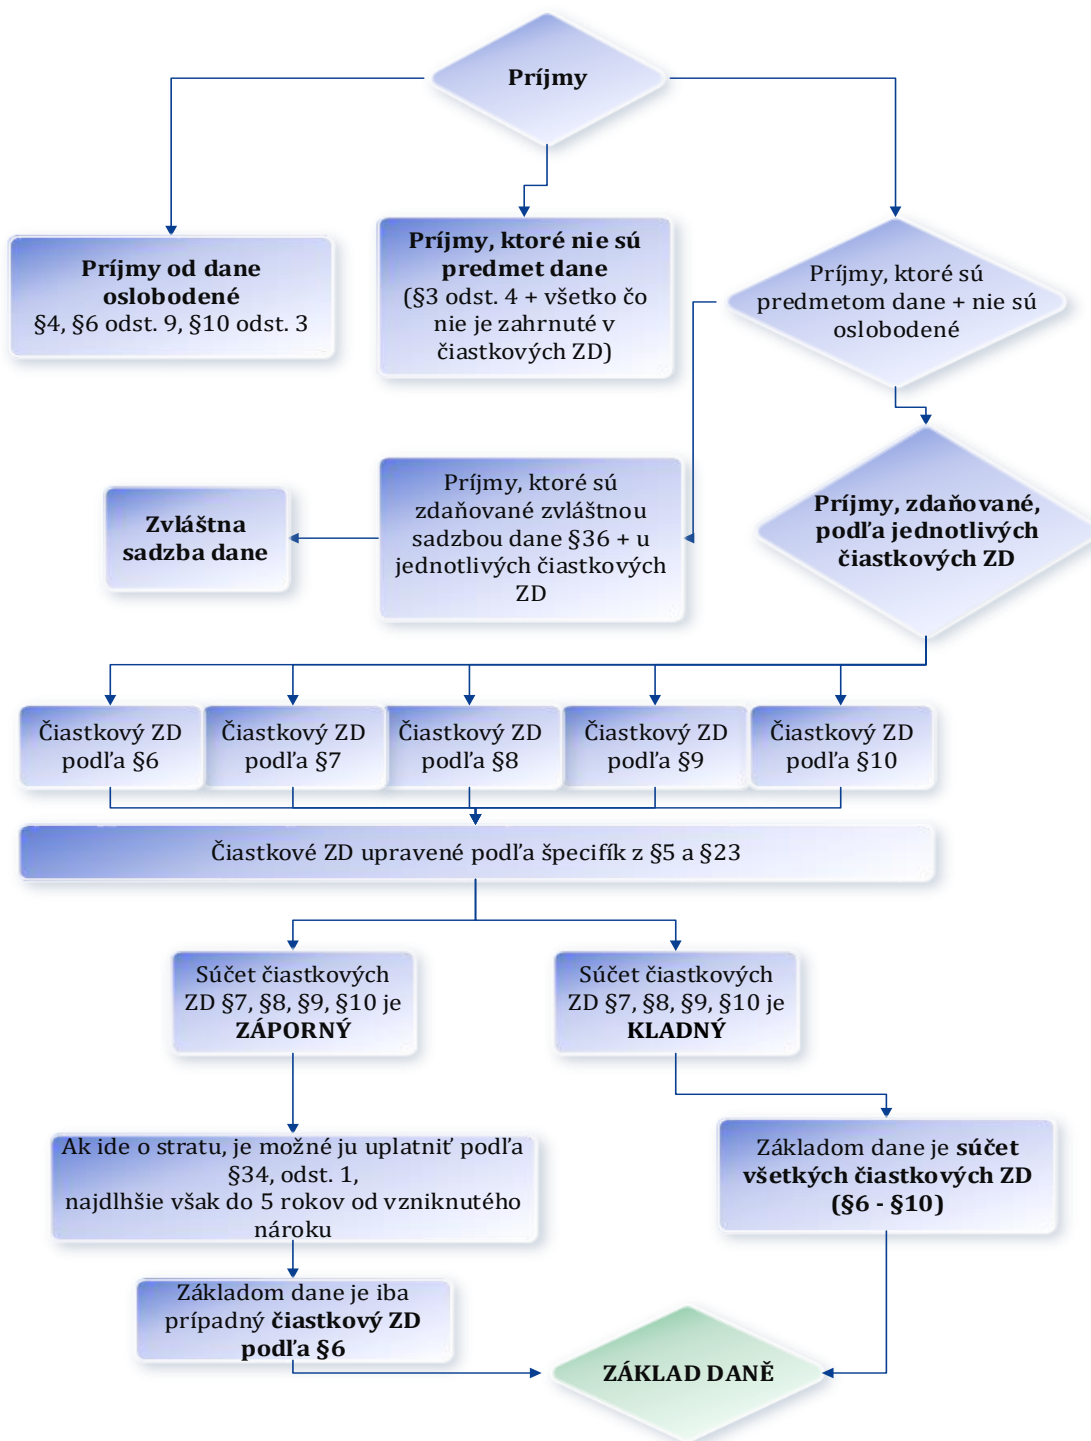 Príjmy
Príjmy od dane
oslobodené
§4, §6 odst. 9, §10 odst. 3
Príjmy, ktoré nie sú
predmet dane
(§3 odst. 4 + všetko čo
nie je zahrnuté v
čiastkových ZD)
Príjmy, ktoré sú
predmetom dane + nie sú
oslobodené
Zvláštna
sadzba dane
Príjmy, ktoré sú
zdaňované zvláštnou
sadzbou dane §36 + u
jednotlivých čiastkových
ZD
Príjmy, zdaňované,
podľa jednotlivých
čiastkových ZD
Čiastkový ZD
podľa §6
Čiastkový ZD
podľa §7
Čiastkový ZD
podľa §8
Čiastkový ZD
podľa §9
Čiastkový ZD
podľa §10
Čiastkové ZD upravené podľa špecifík z §5 a §23
Súčet čiastkových
ZD §7, §8, §9, §10 je
ZÁPORNÝ
Súčet čiastkových
ZD §7, §8, §9, §10 je
KLADNÝ
Ak ide o stratu, je možné ju uplatniť podľa
§34, odst. 1,
najdlhšie však do 5 rokov od vzniknutého
nároku
Základom dane je súčet
všetkých čiastkových ZD
(§6 - §10)
Základom dane je iba
prípadný čiastkový ZD
podľa §6
ZÁKLAD DANĚ